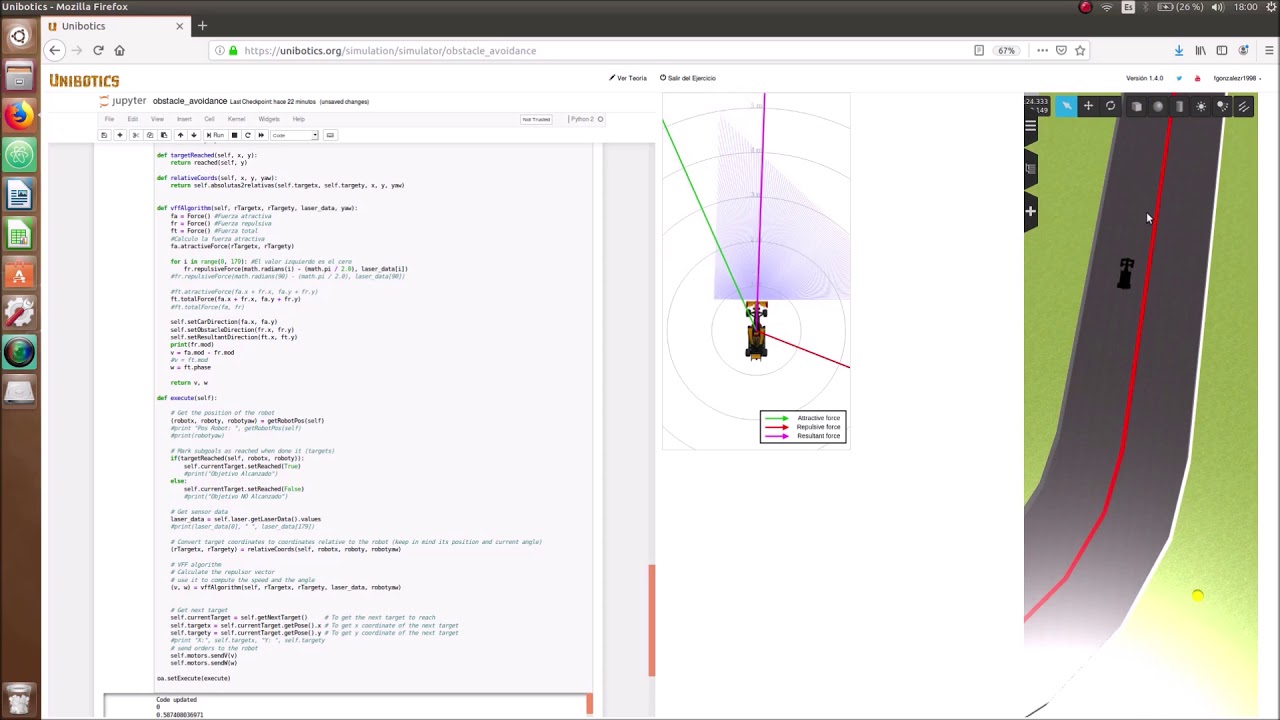 Unibotics - Mozilla Firefox
Es
(26 %)
18:00
Unibotics
https://unibotics.org/simulation/simulator/obstacle_avoidance
67%
UNIBOTICS
Ver Teoría
Salir del Ejercicio
Versión 1.4.0
fgonzalezr1998
jupyter obstacle_avoidance Last Checkpoint: hace 22 minutos (unsaved changes)
File Edit View Insert Cell Kernel Widgets Help
Not Trusted
Python 2
Run
Code
def targetReached(self, x, y):
return reached(self, y)
def relativeCoords(self, x, y, yaw):
return self.absolutas2relativas(self.targetx, self.targety, x, y, yaw)
def vffAlgorithm(self, rTargetx, rTargety, laser_data, yaw):
fa = Force() #Fuerza atractiva
fr = Force() #Fuerza repulsiva
ft = Force() #Fuerza total
#Calculo la fuerza atractiva
fa.atractiveForce(rTargetx, rTargety)
for i in range(0, 179): #El valor izquierdo es el cero
fr.repulsiveForce(math.radians(i) - (math.pi / 2.0), laser_data[i])
#fr.repulsiveForce(math.radians(90) - (math.pi / 2.0), laser_data[90])
#ft.atractiveForce(fa.x + fr.x, fa.y + fr.y)
ft.totalForce(fa.x + fr.x, fa.y + fr.y)
#ft.totalForce(fa, fr)
self.setCarDirection(fa.x, fa.y)
self.setObstacleDirection(fr.x, fr.y)
self.setResultantDirection(ft.x, ft.y)
print(fr.mod)
v = fa.mod - fr.mod
#v = ft.mod
w = ft.phase
return v, w
def execute(self):
# Get the position of the robot
(robotx, roboty, robotyaw) = getRobotPos(self)
#print "Pos Robot: ", getRobotPos(self)
#print(robotyaw)
# Mark subgoals as reached when done it (targets)
if(targetReached(self, robotx, roboty)):
self.currentTarget.setReached(True)
#print("Objetivo Alcanzado")
else:
self.currentTarget.setReached(False)
#print("Objetivo NO Alcanzado")
# Get sensor data
laser_data = self.laser.getLaserData().values
#print(laser_data[0], " ", laser_data[179])
# Convert target coordinates to coordinates relative to the robot (keep in mind its position and current angle)
(rTargetx, rTargety) = relativeCoords(self, robotx, roboty, robotyaw)
# VFF algorithm
# Calculate the repulsor vector
# use it to compute the speed and the angle
(v, w) = vffAlgorithm(self, rTargetx, rTargety, laser_data, robotyaw)
# Get next target
self.currentTarget = self.getNextTarget() # To get the next target to reach
self.targetx = self.currentTarget.getPose().x # To get x coordinate of the next target
self.targety = self.currentTarget.getPose().y # To get y coordinate of the next target
#print "X:", self.targetx, "Y: ", self.targety
# send orders to the robot
self.motors.sendV(v)
self.motors.sendW(w)
oa.setExecute(execute)
Code updated
0
0.587408036971
Attractive force
Repulsive force
Resultant force
24.333
149